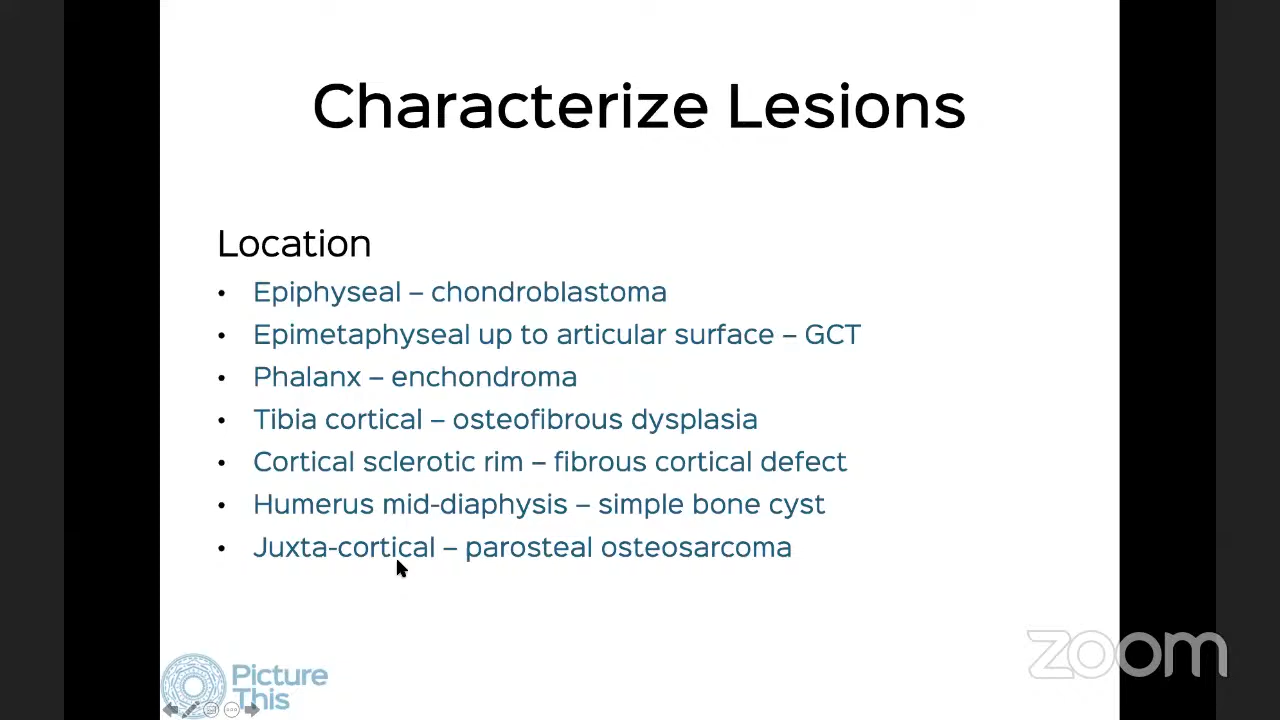 Characterize Lesions
Location
• Epiphyseal – chondroblastoma
• Epimetaphyseal up to articular surface – GCT
• Phalanx – enchondroma
• Tibia cortical – osteofibrous dysplasia
• Cortical sclerotic rim – fibrous cortical defect
• Humerus mid-diaphysis – simple bone cyst
• Juxta-cortical – parosteal osteosarcoma
Picture
This
zoom